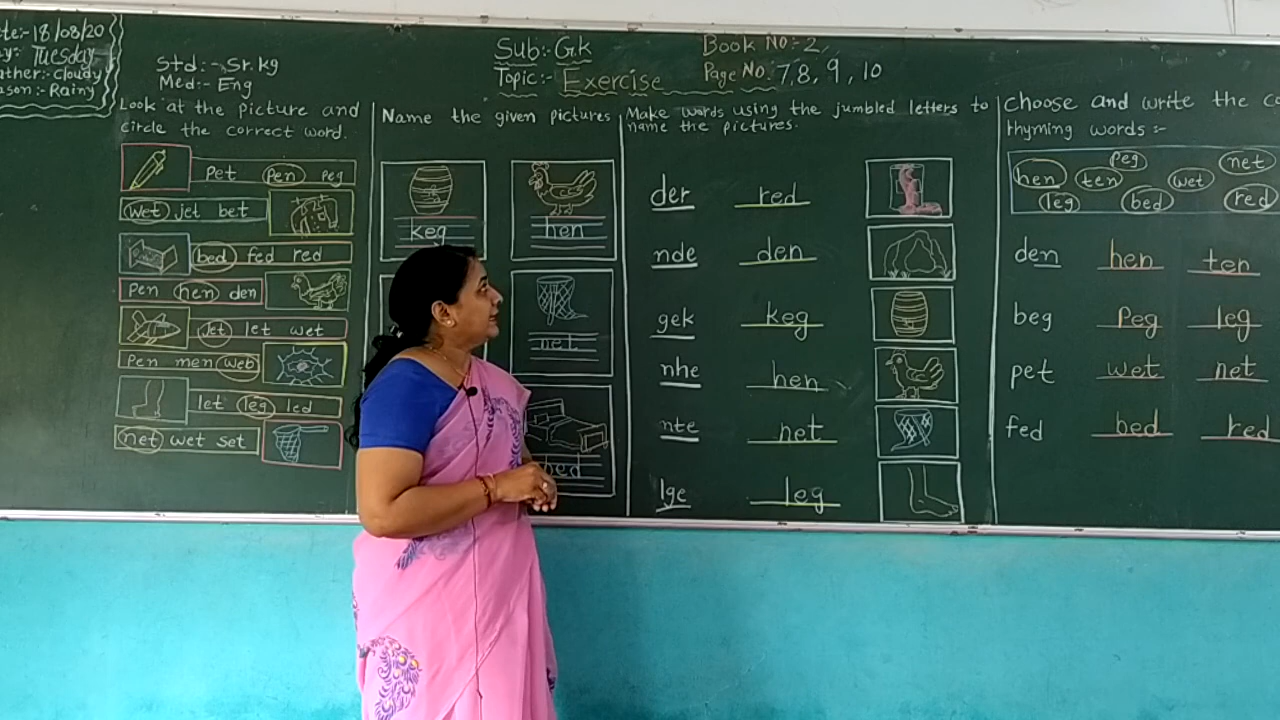 te:- 18/08/20
y: Tuesday
ather:- cloudy
ason:- Rainy
Std:- Sr.kg
Med:- Eng
Sub:- Gk
Topic:- Exercise
Book No:- 2
Page No. 7,8, 9, 10
Look at the picture and
circle the correct word.
Pet Pen Peg
wet jet bet
bed fed red
Pen hen den
Jet let wet
Pen men web
let leg led
net wet set
Name the given pictures
keg
hen
net
bed
Make words using the jumbled letters to
name the pictures.
der red
nde den
gek keg
nhe hen
nte net
lge leg
Choose and write the co
rhyming words:-
hen ten Peg wet net
leg bed red
den hen ten
beg Peg leg
pet wet net
fed bed red